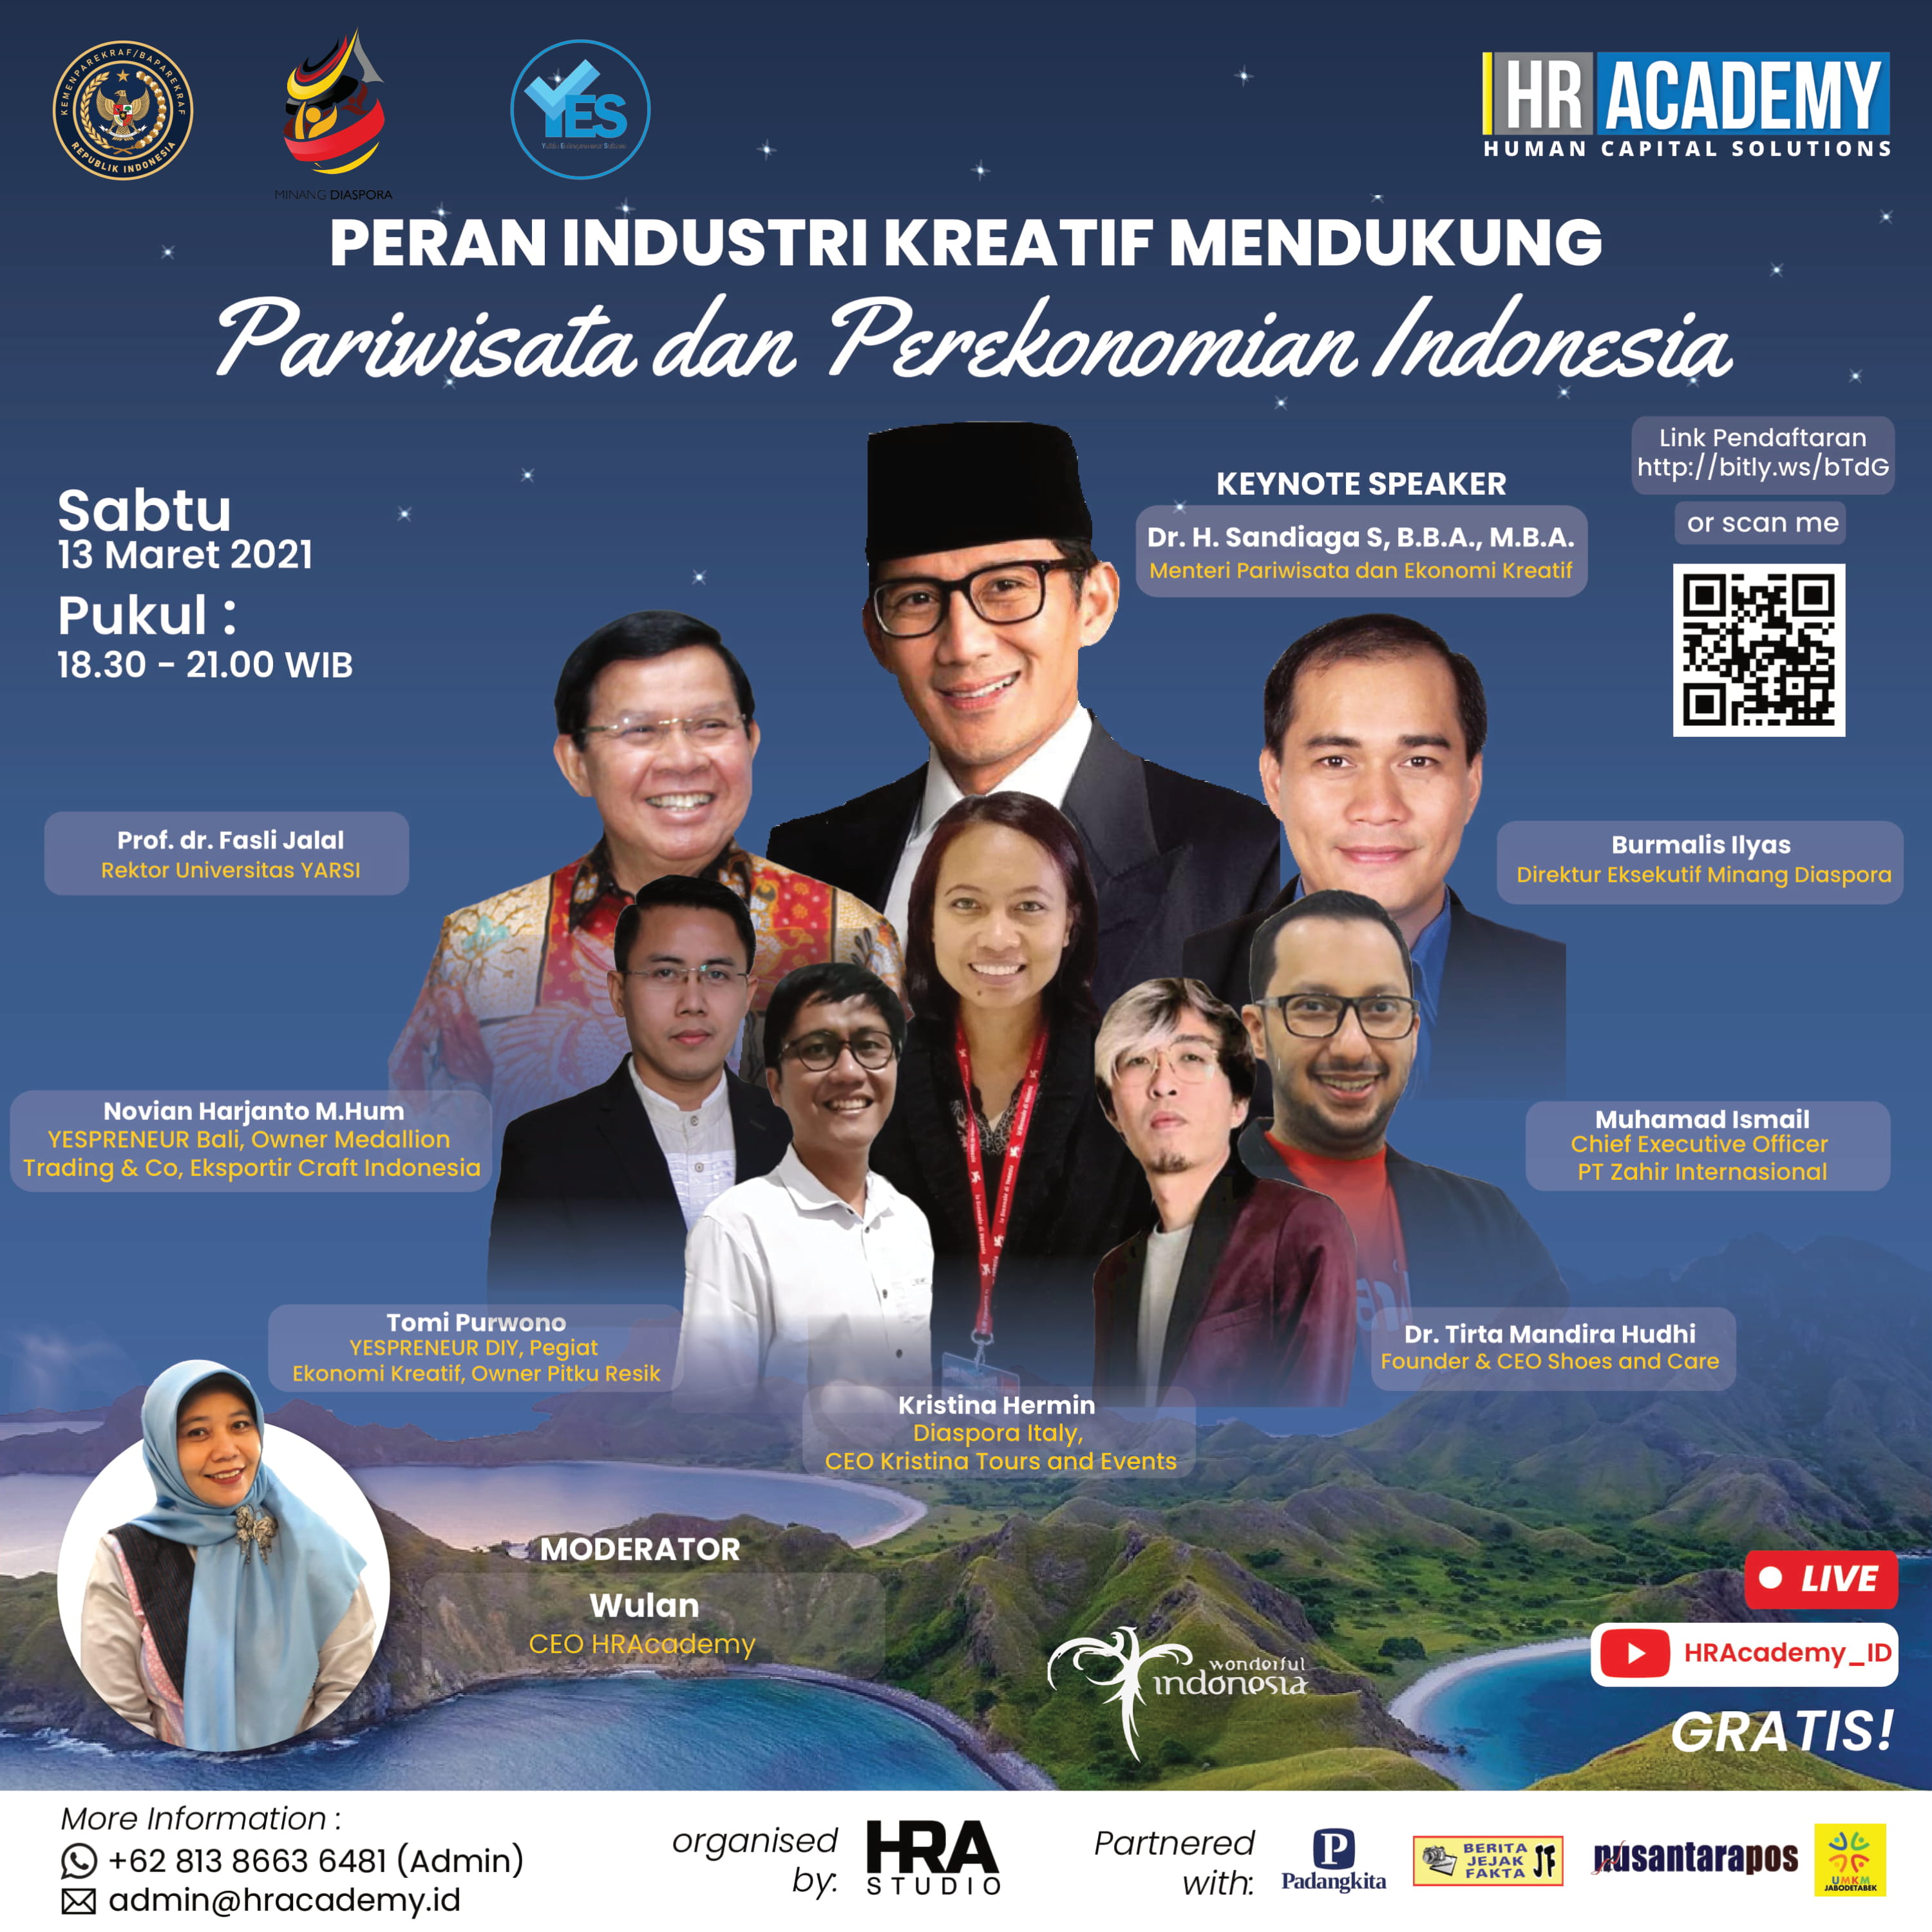 KEMENPAREKRAF/BAPAREKRAF
REPUBLIK INDONESIA
MINANG DIASPORA
YES
HR ACADEMY
HUMAN CAPITAL SOLUTIONS
PERAN INDUSTRI KREATIF MENDUKUNG
Pariwisata dan Perekonomian Indonesia
Sabtu
13 Maret 2021
Pukul :
18.30 - 21.00 WIB
KEYNOTE SPEAKER
Dr. H. Sandiaga S, B.B.A., M.B.A.
Menteri Pariwisata dan Ekonomi Kreatif
Link Pendaftaran
http://bitly.ws/bTdG
or scan me
Prof. dr. Fasli Jalal
Rektor Universitas YARSI
Burmalis Ilyas
Direktur Eksekutif Minang Diaspora
Novian Harjanto M.Hum
YESPRENEUR Bali, Owner Medallion
Trading & Co, Eksportir Craft Indonesia
Muhamad Ismail
Chief Executive Officer
PT Zahir Internasional
Tomi Purwono
YESPRENEUR DIY, Pegiat
Ekonomi Kreatif, Owner Pitku Resik
Dr. Tirta Mandira Hudhi
Founder & CEO Shoes and Care
Kristina Hermin
Diaspora Italy,
CEO Kristina Tours and Events
MODERATOR
Wulan
CEO HRAcademy
wonderful
indonesia
LIVE
HRAcademy_ID
GRATIS!
More Information :
+62 813 8663 6481 (Admin)
admin@hracademy.id
organised
by:
HRA
STUDIO
Partnered
with:
P
Padangkita
BERITA
JEJAK
FAKTA
JF
nusantarapos
UMKM
JABODETABEK